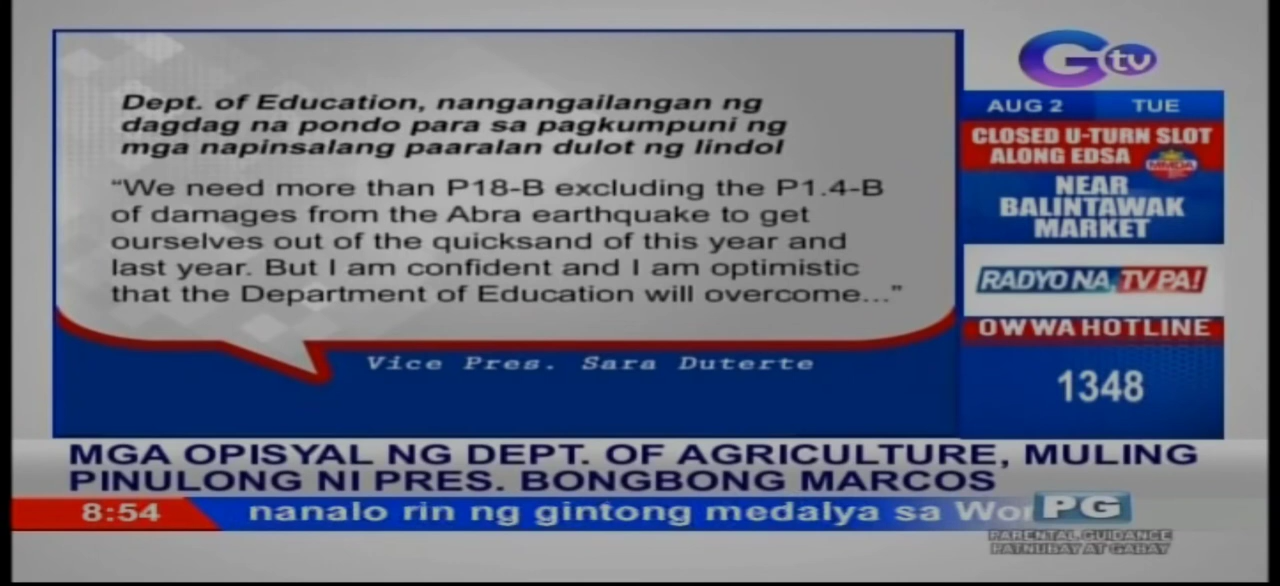 Dept. of Education, nangangailangan ng
dagdag na pondo para sa pagkumpuni ng
mga napinsalang paaralan dulot ng lindol
“We need more than P18-B excluding the P1.4-B
of damages from the Abra earthquake to get
ourselves out of the quicksand of this year and
last year. But I am confident and I am optimistic
that the Department of Education will overcome...”
Vice Pres. Sara Duterte
Gtv
AUG 2 TUE
CLOSED U-TURN SLOT
ALONG EDSA
MMDA
NEAR
BALINTAWAK
MARKET
RADYO NA, TV PA!
OWWA HOTLINE
1348
MGA OPISYAL NG DEPT. OF AGRICULTURE, MULING
PINULONG NI PRES. BONGBONG MARCOS
8:54 nanalo rin ng gintong medalya sa Wor
PG
PARENTAL GUIDANCE
PATNUBAY AT GABAY